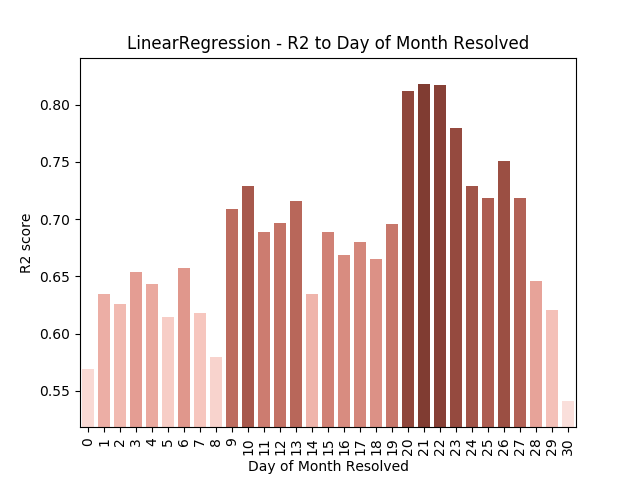 LinearRegression - R2 to Day of Month Resolved
0.80
0.75
0.70
0.65
0.60
0.55
R2 score
0 1 2 3 4 5 6 7 8 9 10 11 12 13 14 15 16 17 18 19 20 21 22 23 24 25 26 27 28 29 30
Day of Month Resolved